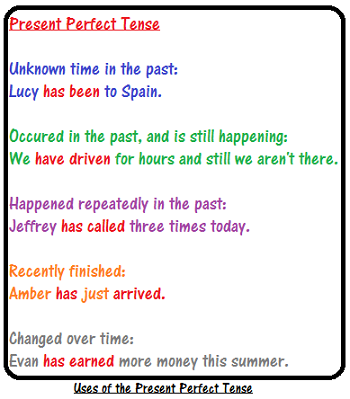 Present Perfect Tense
Unknown time in the past:
Lucy has been to Spain.
Occured in the past, and is still happening:
We have driven for hours and still we aren't there.
Happened repeatedly in the past:
Jeffrey has called three times today.
Recently finished:
Amber has just arrived.
Changed over time:
Evan has earned more money this summer.
Uses of the Present Perfect Tense